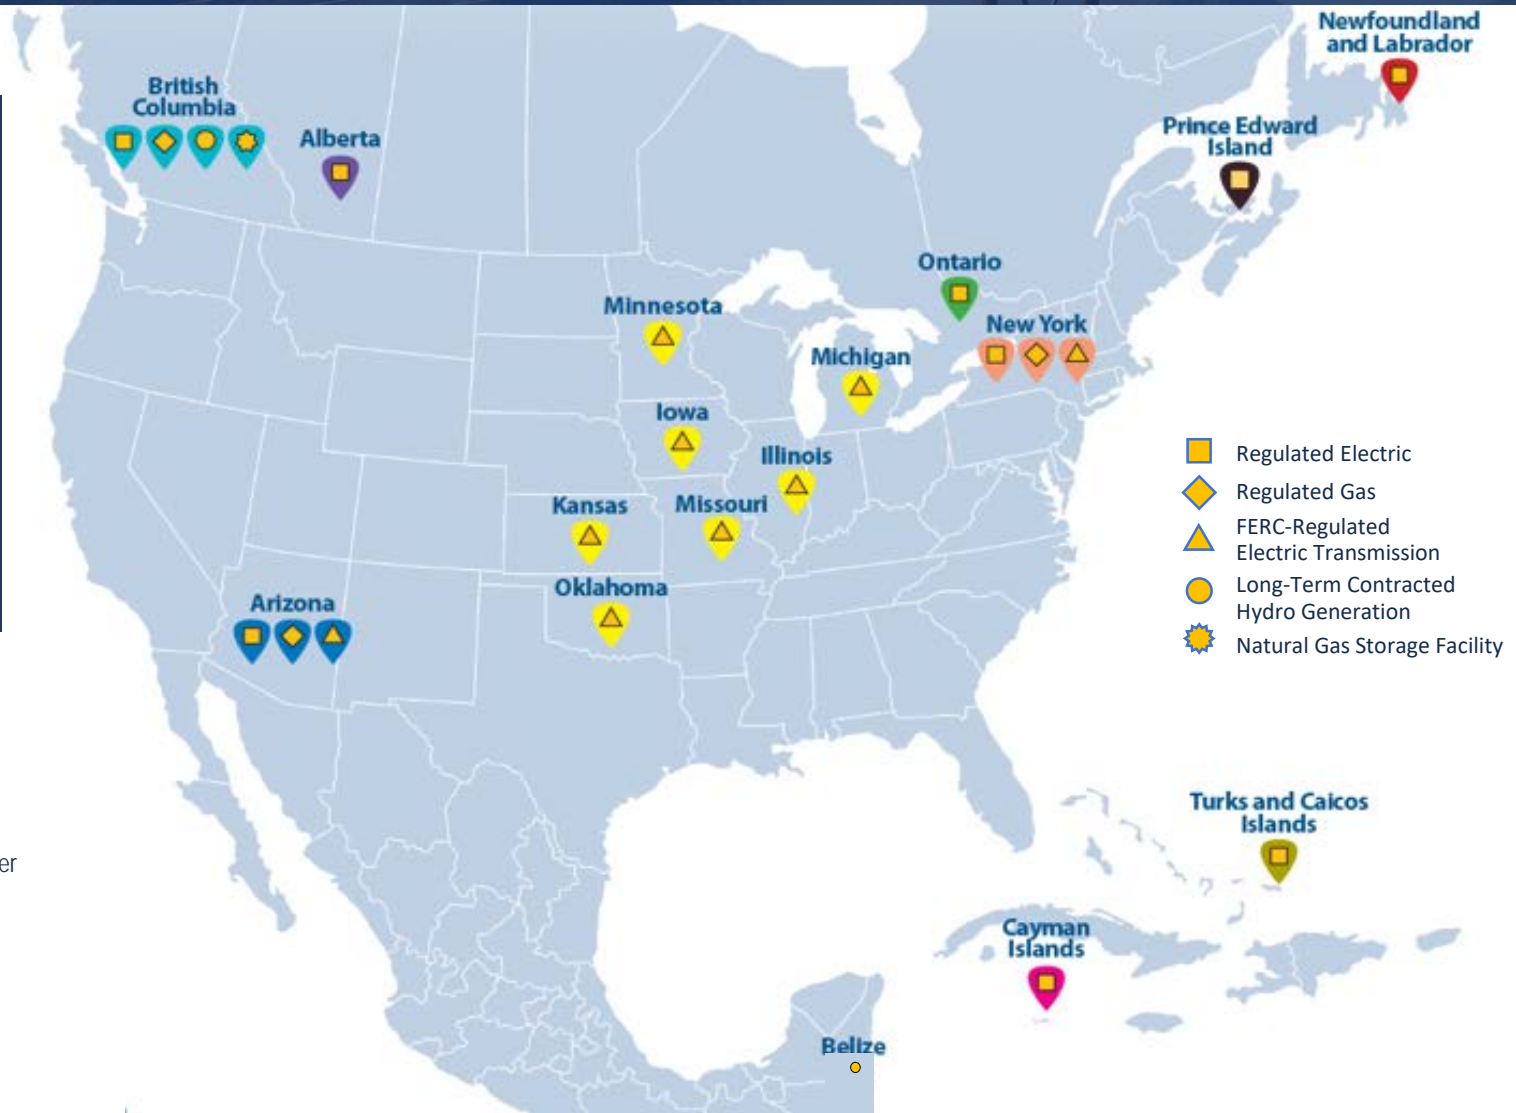 Newfoundland
and Labrador
British
Columbia
Alberta
Prince Edward
Island
Ontario
Minnesota
New York
Michigan
Iowa
Illinois
Kansas
Missouri
Oklahoma
Arizona
Regulated Electric
Regulated Gas
FERC-Regulated
Electric Transmission
Long-Term Contracted
Hydro Generation
Natural Gas Storage Facility
Turks and Caicos
Islands
er
Cayman
Islands
Belize